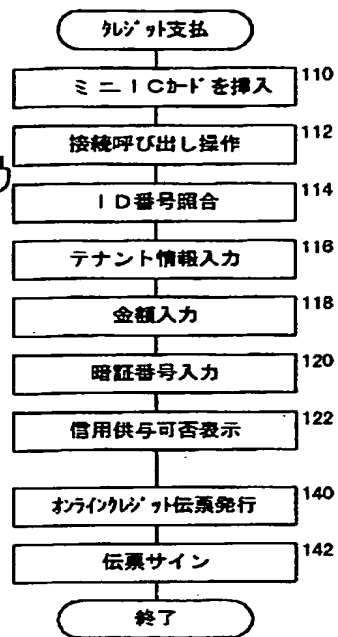 クレジット支払
ミニICカードを挿入 110
接続呼び出し操作 112
ID番号照合 114
テナント情報入力 116
金額入力 118
暗証番号入力 120
信用供与可否表示 122
オンラインクレジット伝票発行 140
伝票サイン 142
終了